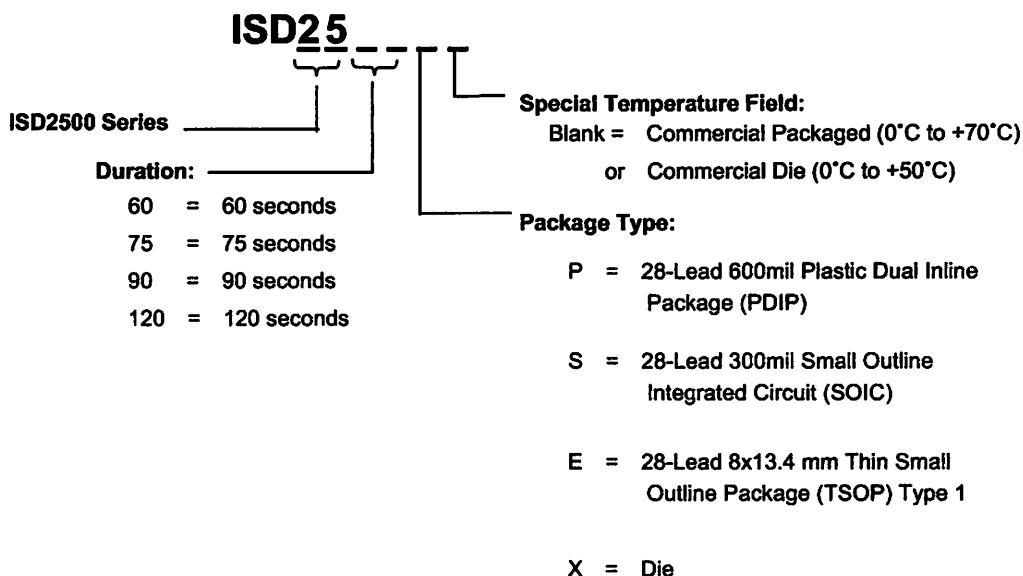 ISD25 _ _ _ _
Special Temperature Field:
Blank = Commercial Packaged (0˚C to +70˚C)
or Commercial Die (0˚C to +50˚C)
ISD2500 Series
Duration:
60 = 60 seconds
75 = 75 seconds
90 = 90 seconds
120 = 120 seconds
Package Type:
P = 28-Lead 600mil Plastic Dual Inline
Package (PDIP)
S = 28-Lead 300mil Small Outline
Integrated Circuit (SOIC)
E = 28-Lead 8x13.4 mm Thin Small
Outline Package (TSOP) Type 1
X = Die